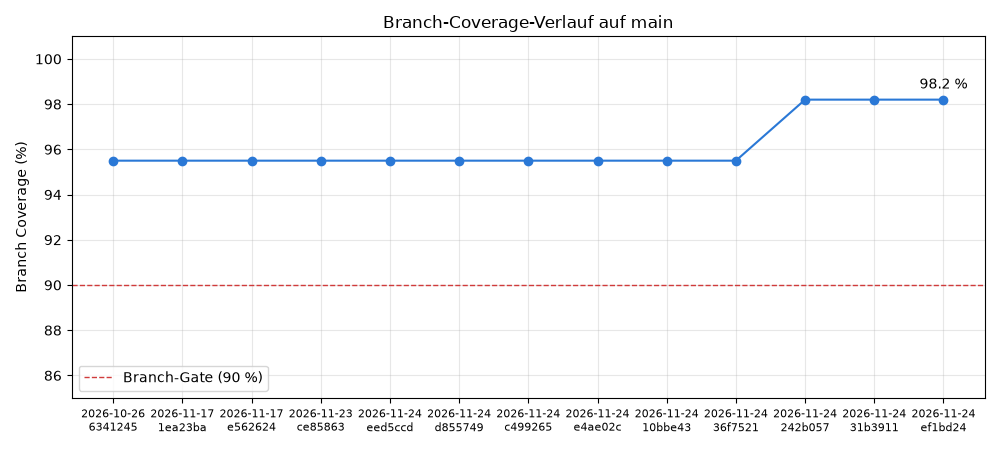 Branch-Coverage-Verlauf auf main
Branch Coverage (%)
100
98
96
94
92
90
88
86
98.2 %
Branch-Gate (90 %)
2026-10-26
6341245
2026-11-17
1ea23ba
2026-11-17
e562624
2026-11-23
ce85863
2026-11-24
eed5ccd
2026-11-24
d855749
2026-11-24
c499265
2026-11-24
e4ae02c
2026-11-24
10bbe43
2026-11-24
36f7521
2026-11-24
242b057
2026-11-24
31b3911
2026-11-24
ef1bd24